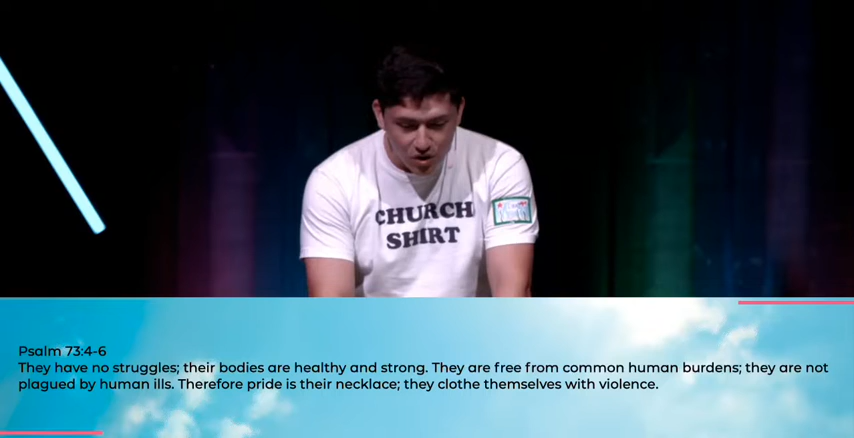 CHURCH
SHIRT
Psalm 73:4-6
They have no struggles; their bodies are healthy and strong. They are free from common human burdens; they are not
plagued by human ills. Therefore pride is their necklace; they clothe themselves with violence.